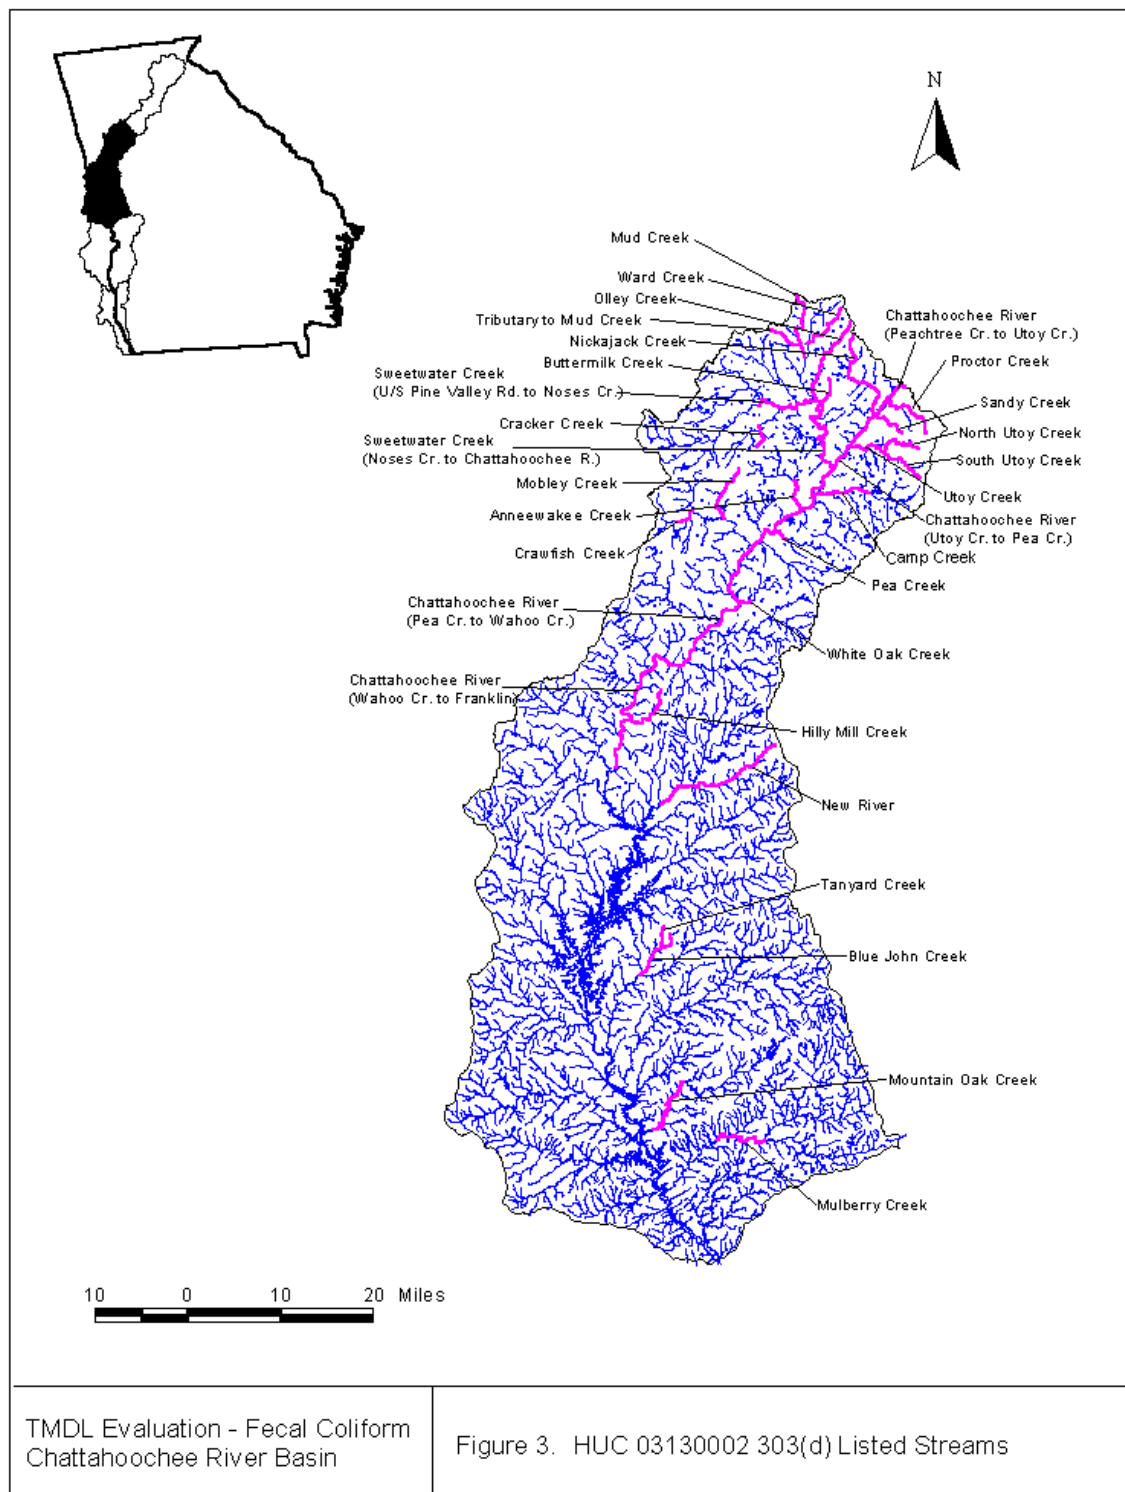 N
Mud Creek
Ward Creek
Olley Creek
Tributary to Mud Creek
Nickajack Creek
Buttermilk Creek
Sweetwater Creek
(U/S Pine Valley Rd. to Noses Cr.)
Cracker Creek
Sweetwater Creek
(Noses Cr. to Chattahoochee R.)
Mobley Creek
Anneewakee Creek
Crawfish Creek
Chattahoochee River
(Pea Cr. to Wahoo Cr.)
Chattahoochee River
(Wahoo Cr. to Franklin)
Chattahoochee River
(Peachtree Cr. to Utoy Cr.)
Proctor Creek
Sandy Creek
North Utoy Creek
South Utoy Creek
Utoy Creek
Chattahoochee River
(Utoy Cr. to Pea Cr.)
Camp Creek
Pea Creek
White Oak Creek
Hilly Mill Creek
New River
Tanyard Creek
Blue John Creek
Mountain Oak Creek
Mulberry Creek
10 0 10 20 Miles
TMDL Evaluation - Fecal Coliform
Chattahoochee River Basin
Figure 3. HUC 03130002 303(d) Listed Streams